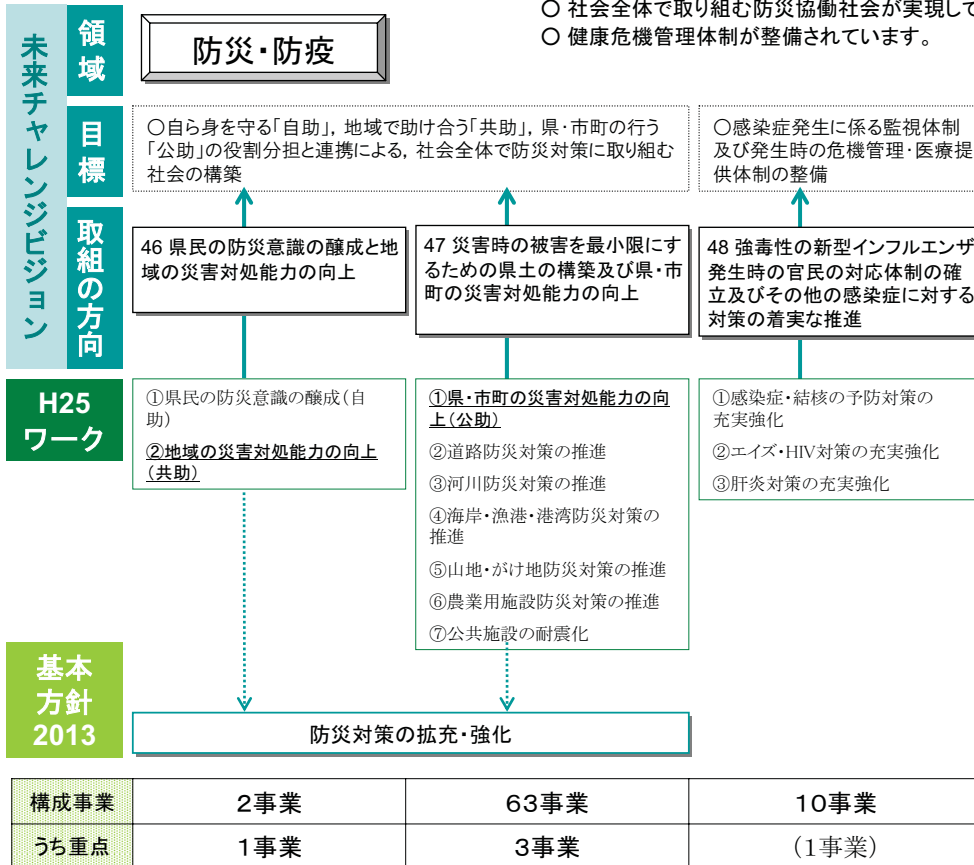 ○ 社会全体で取り組む防災協働社会が実現して
○ 健康危機管理体制が整備されています。
未来チャレンジビジョン
領域
防災・防疫
目標
○自ら身を守る「自助」，地域で助け合う「共助」，県・市町の行う
「公助」の役割分担と連携による，社会全体で防災対策に取り組む
社会の構築
○感染症発生に係る監視体制
及び発生時の危機管理・医療提
供体制の整備
取組の方向
46 県民の防災意識の醸成と地
域の災害対処能力の向上
47 災害時の被害を最小限にす
るための県土の構築及び県・市
町の災害対処能力の向上
48 強毒性の新型インフルエンザ
発生時の官民の対応体制の確
立及びその他の感染症に対する
対策の着実な推進
H25
ワーク
①県民の防災意識の醸成（自
助）
②地域の災害対処能力の向上
（共助）
①県・市町の災害対処能力の向
上（公助）
②道路防災対策の推進
③河川防災対策の推進
④海岸・漁港・港湾防災対策の
推進
⑤山地・がけ地防災対策の推進
⑥農業用施設防災対策の推進
⑦公共施設の耐震化
①感染症・結核の予防対策の
充実強化
②エイズ・HIV対策の充実強化
③肝炎対策の充実強化
基本
方針
2013
防災対策の拡充・強化
構成事業 2事業 63事業 10事業
うち重点 1事業 3事業 （1事業）